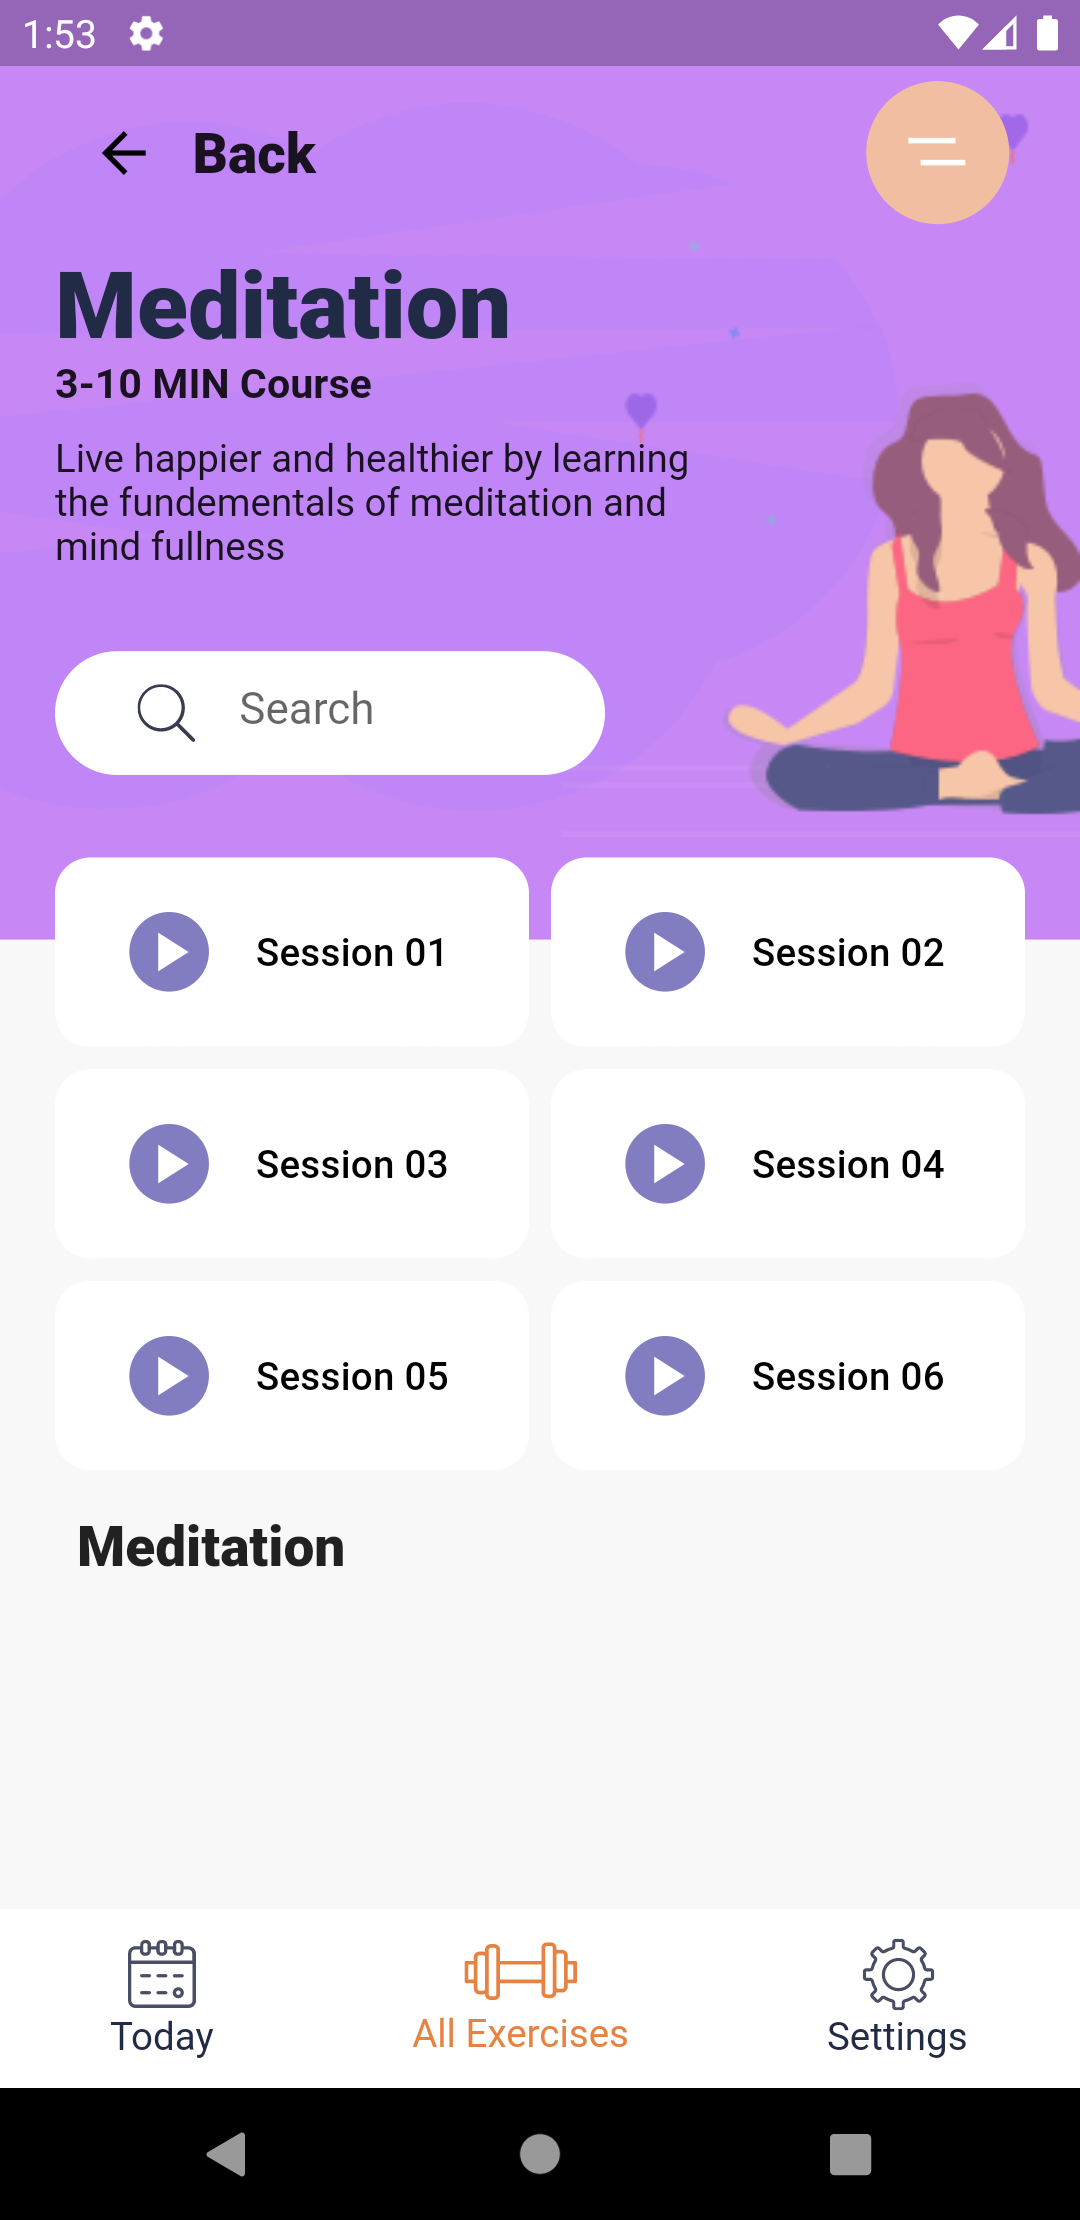 1:53
Back
Meditation
3-10 MIN Course
Live happier and healthier by learning
the fundementals of meditation and
mind fullness
Search
Session 01
Session 02
Session 03
Session 04
Session 05
Session 06
Meditation
Today
All Exercises
Settings